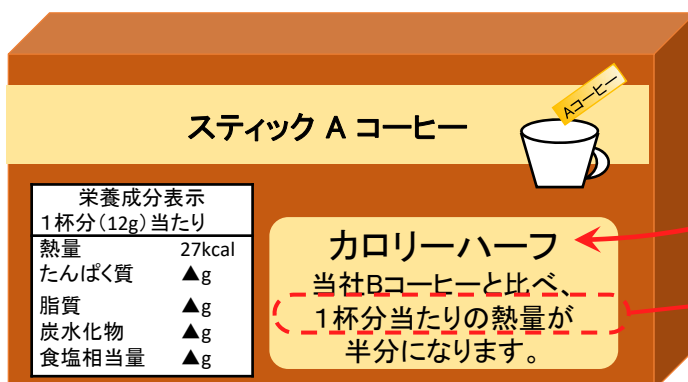 Aコーヒー
スティック A コーヒー
栄養成分表示
1杯分(12g)当たり
熱量 27kcal
たんぱく質 ▲g
脂質 ▲g
炭水化物 ▲g
食塩相当量 ▲g
カロリーハーフ
当社Bコーヒーと比べ、
1杯分当たりの熱量が
半分になります。